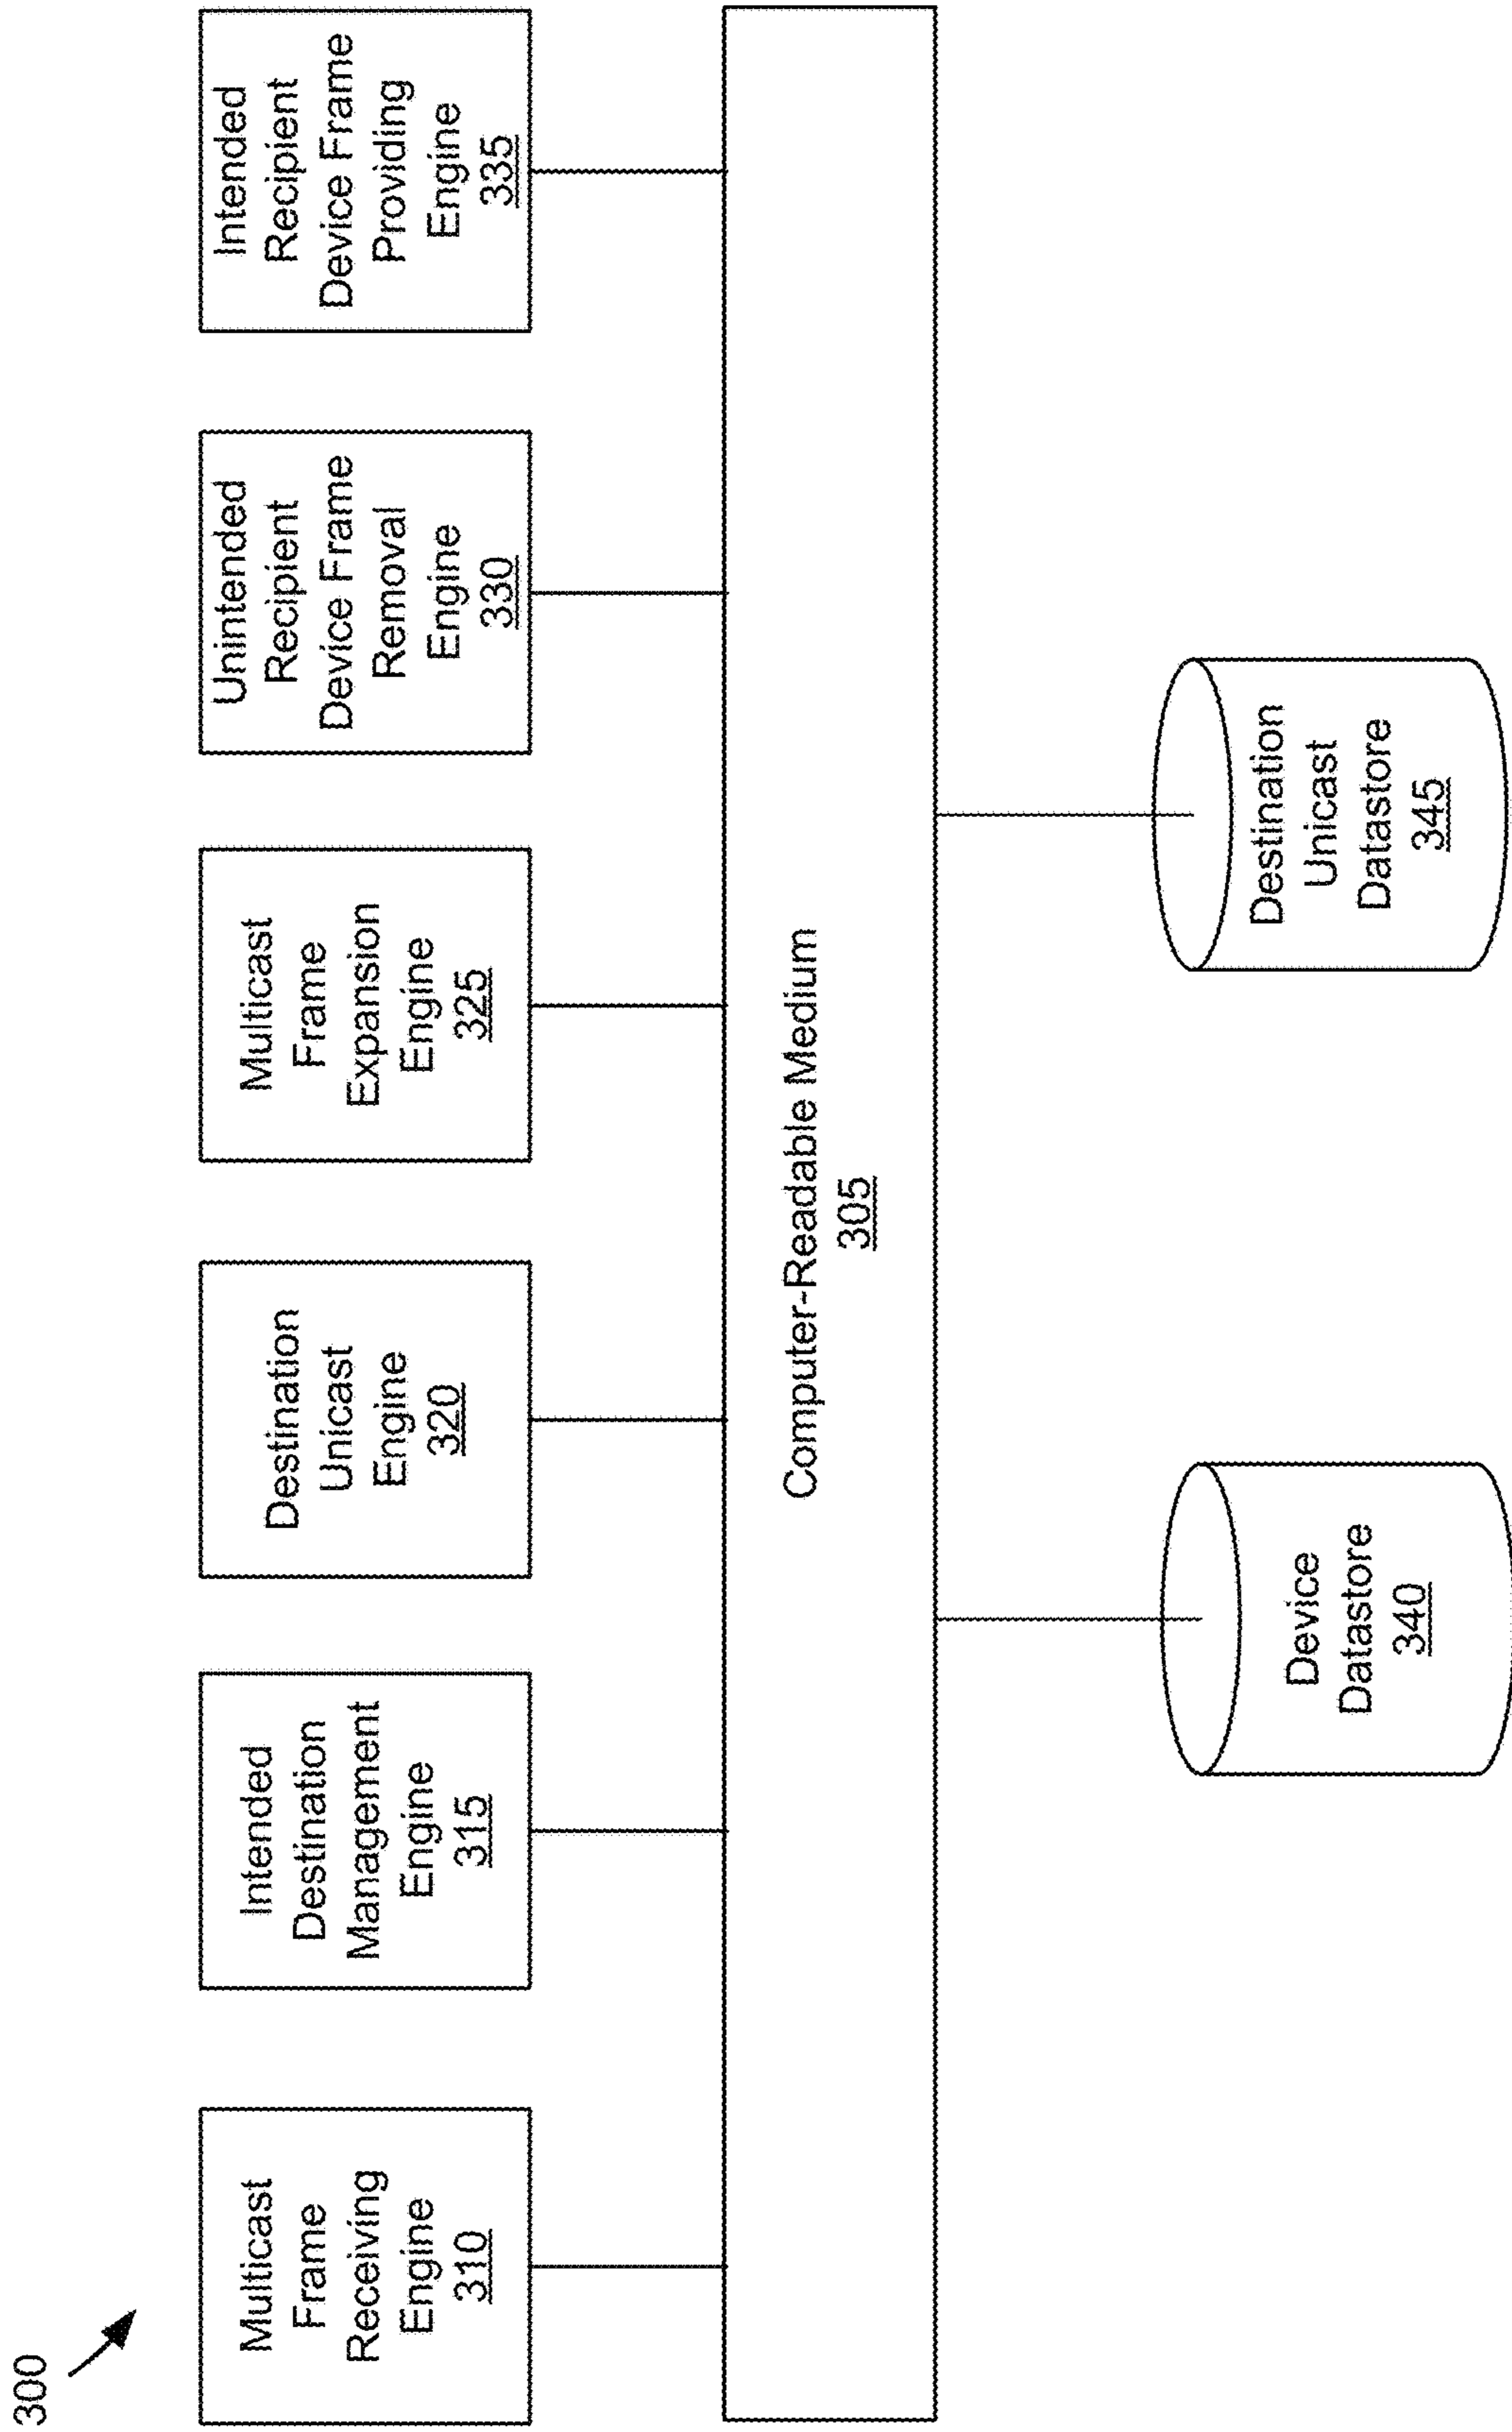 300
Multicast
Frame
Receiving
Engine
310
Intended
Destination
Management
Engine
315
Destination
Unicast
Engine
320
Multicast
Frame
Expansion
Engine
325
Unintended
Recipient
Device Frame
Removal
Engine
330
Intended
Recipient
Device Frame
Providing
Engine
335
Computer-Readable Medium
305
Device
Datastore
340
Destination
Unicast
Datastore
345